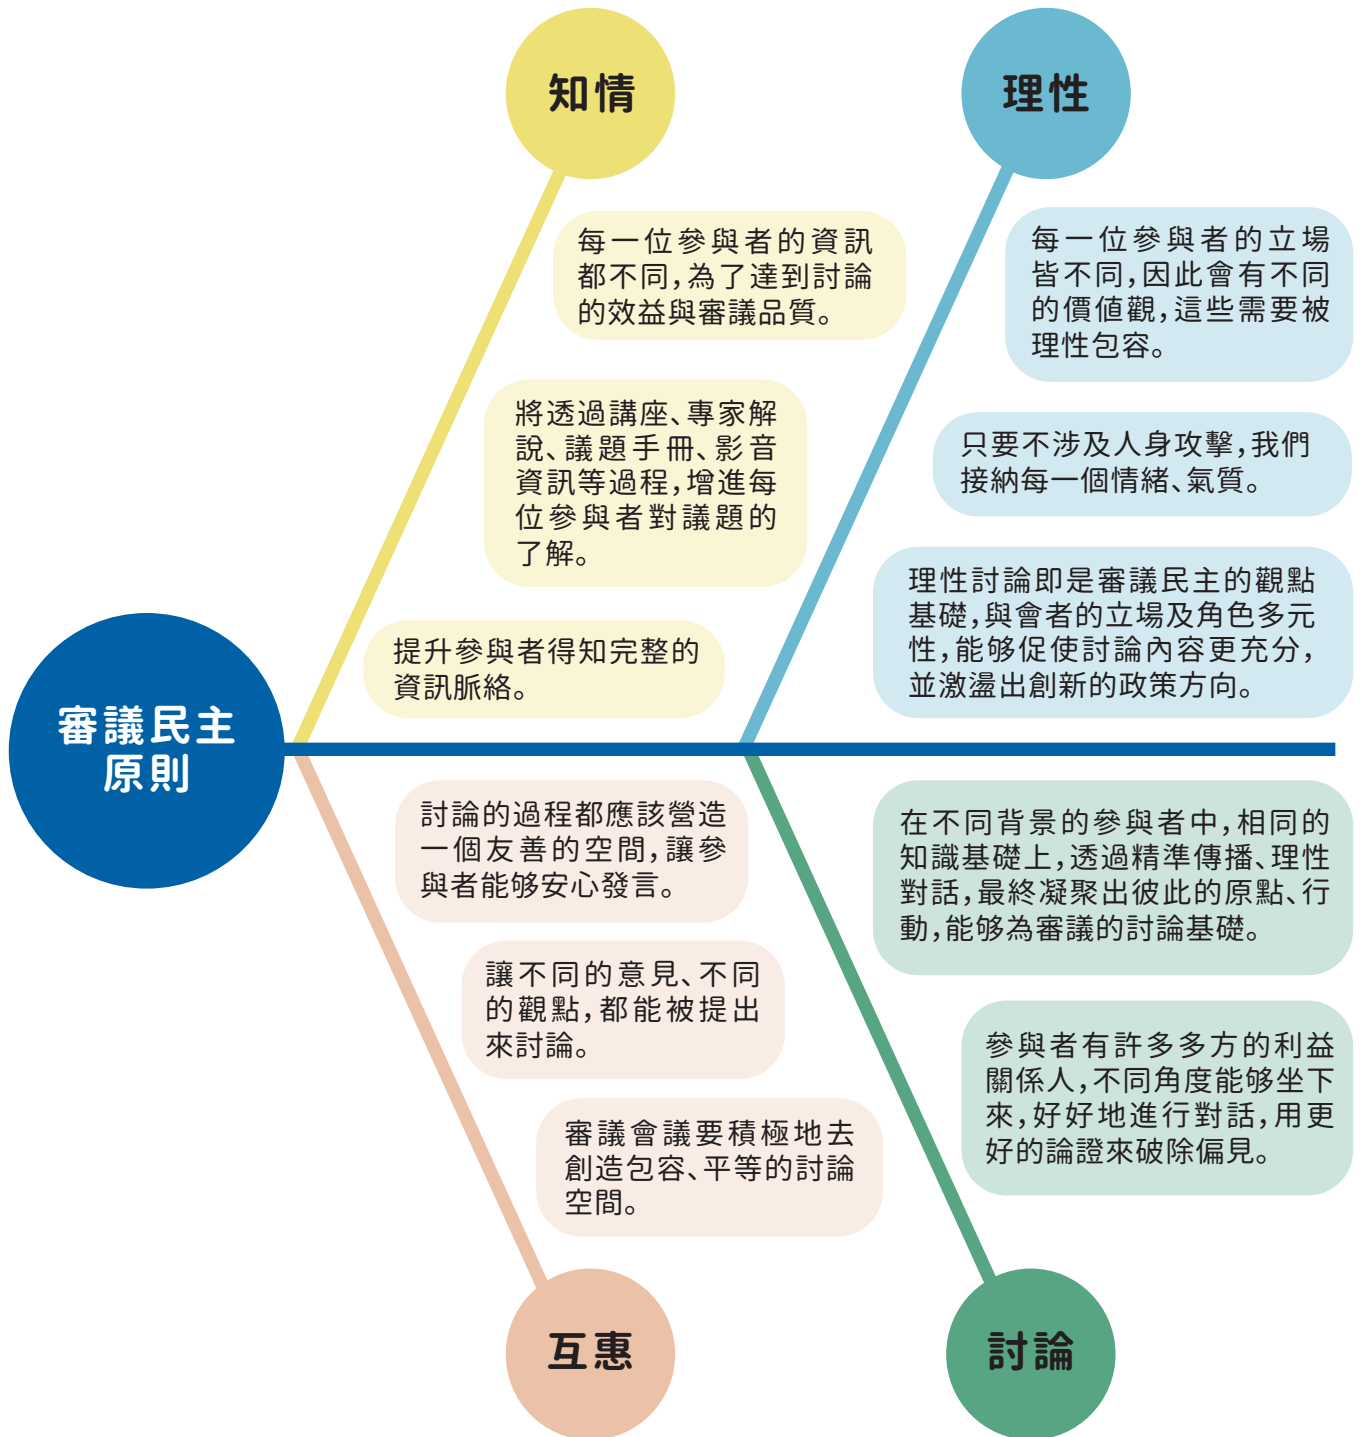 審議民主
原則
知情
每一位參與者的資訊
都不同,為了達到討論
的效益與審議品質。
將透過講座、專家解
說、議題手冊、影音
資訊等過程,增進每
位參與者對議題的
了解。
提升參與者得知完整的
資訊脈絡。
理性
每一位參與者的立場
皆不同,因此會有不同
的價值觀,這些需要被
理性包容。
只要不涉及人身攻擊,我們
接納每一個情緒、氣質。
理性討論即是審議民主的觀點
基礎,與會者的立場及角色多元
性,能够促使討論內容更充分,
並激盪出創新的政策方向。
討論的過程都應該營造
一個友善的空間,讓參
與者能够安心發言。
讓不同的意見、不同
的觀點,都能被提出
來討論。
審議會議要積極地去
創造包容、平等的討論
空間。
互惠
在不同背景的參與者中,相同的
知識基礎上,透過精準傳播、理性
對話,最終凝聚出彼此的原點、行
動,能够為審議的討論基礎。
參與者有許多多方的利益
關係人,不同角度能够坐下
來,好好地進行對話,用更
好的論證來破除偏見。
討論